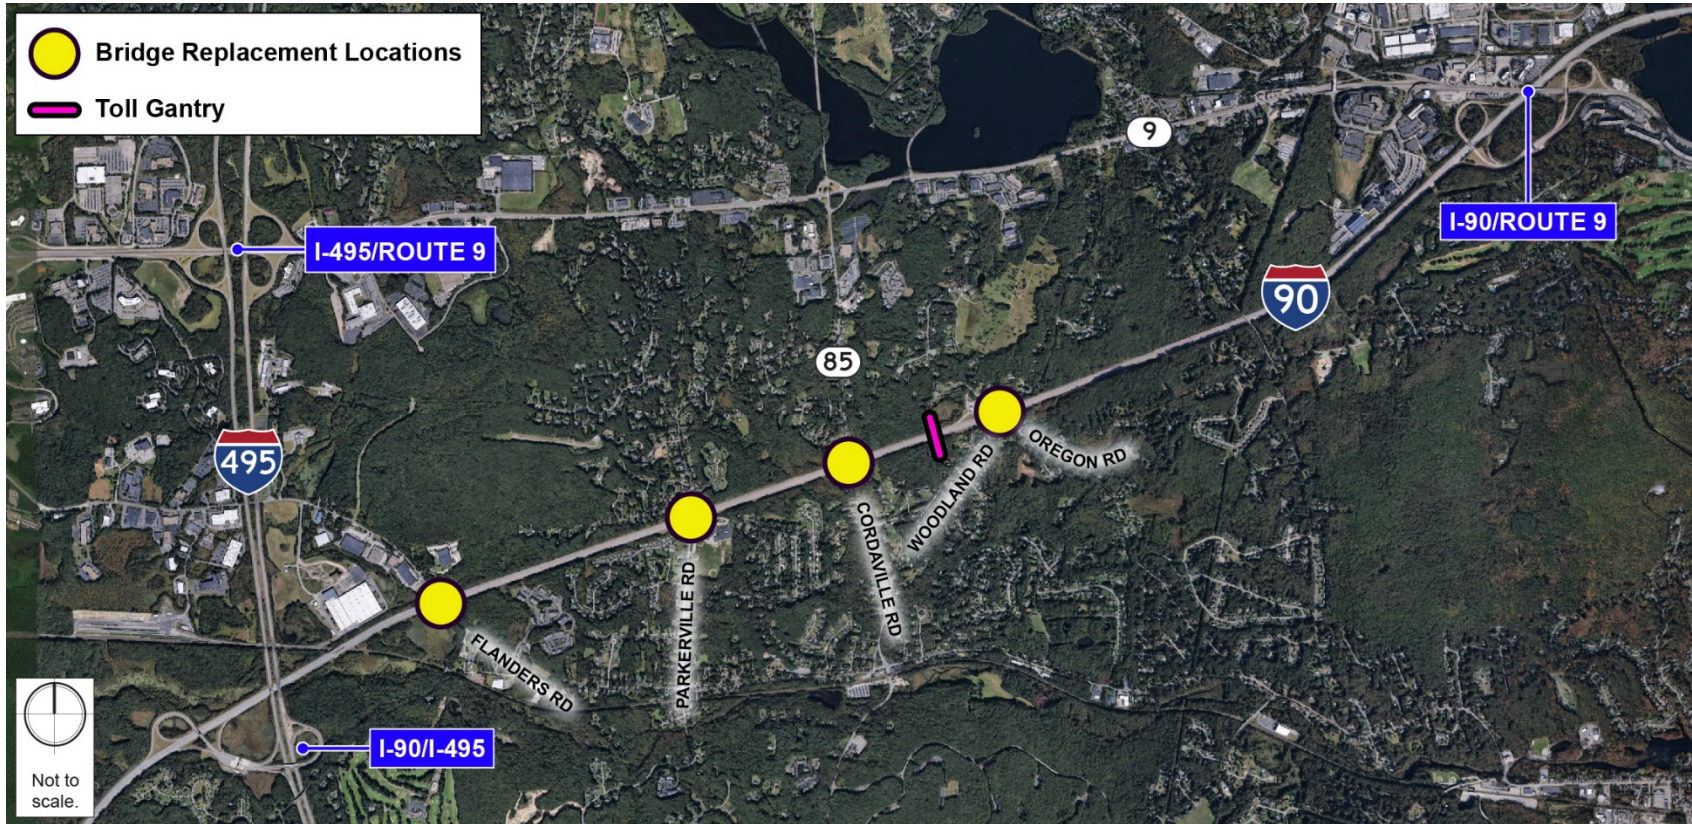 Bridge Replacement Locations
Toll Gantry
9
I-90/ROUTE 9
I-495/ROUTE 9
90
85
495
OREGON RD
WOODLAND RD
CORDAVILLE RD
PARKERVILLE RD
FLANDERS RD
I-90/I-495
Not to
scale.